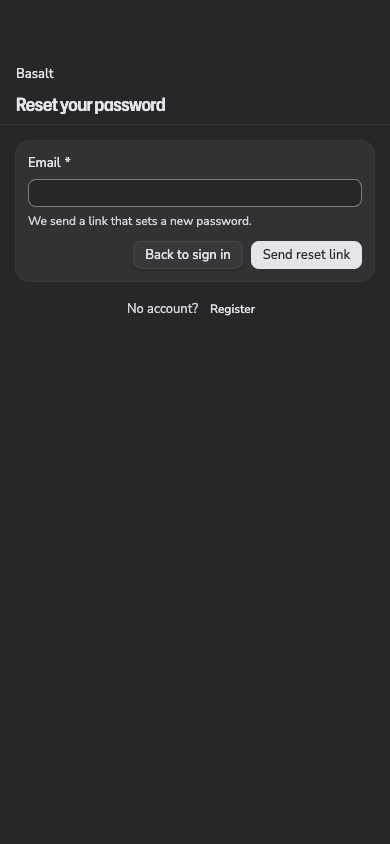 Basalt
Reset your password
Email *
We send a link that sets a new password.
Back to sign in
Send reset link
No account? Register